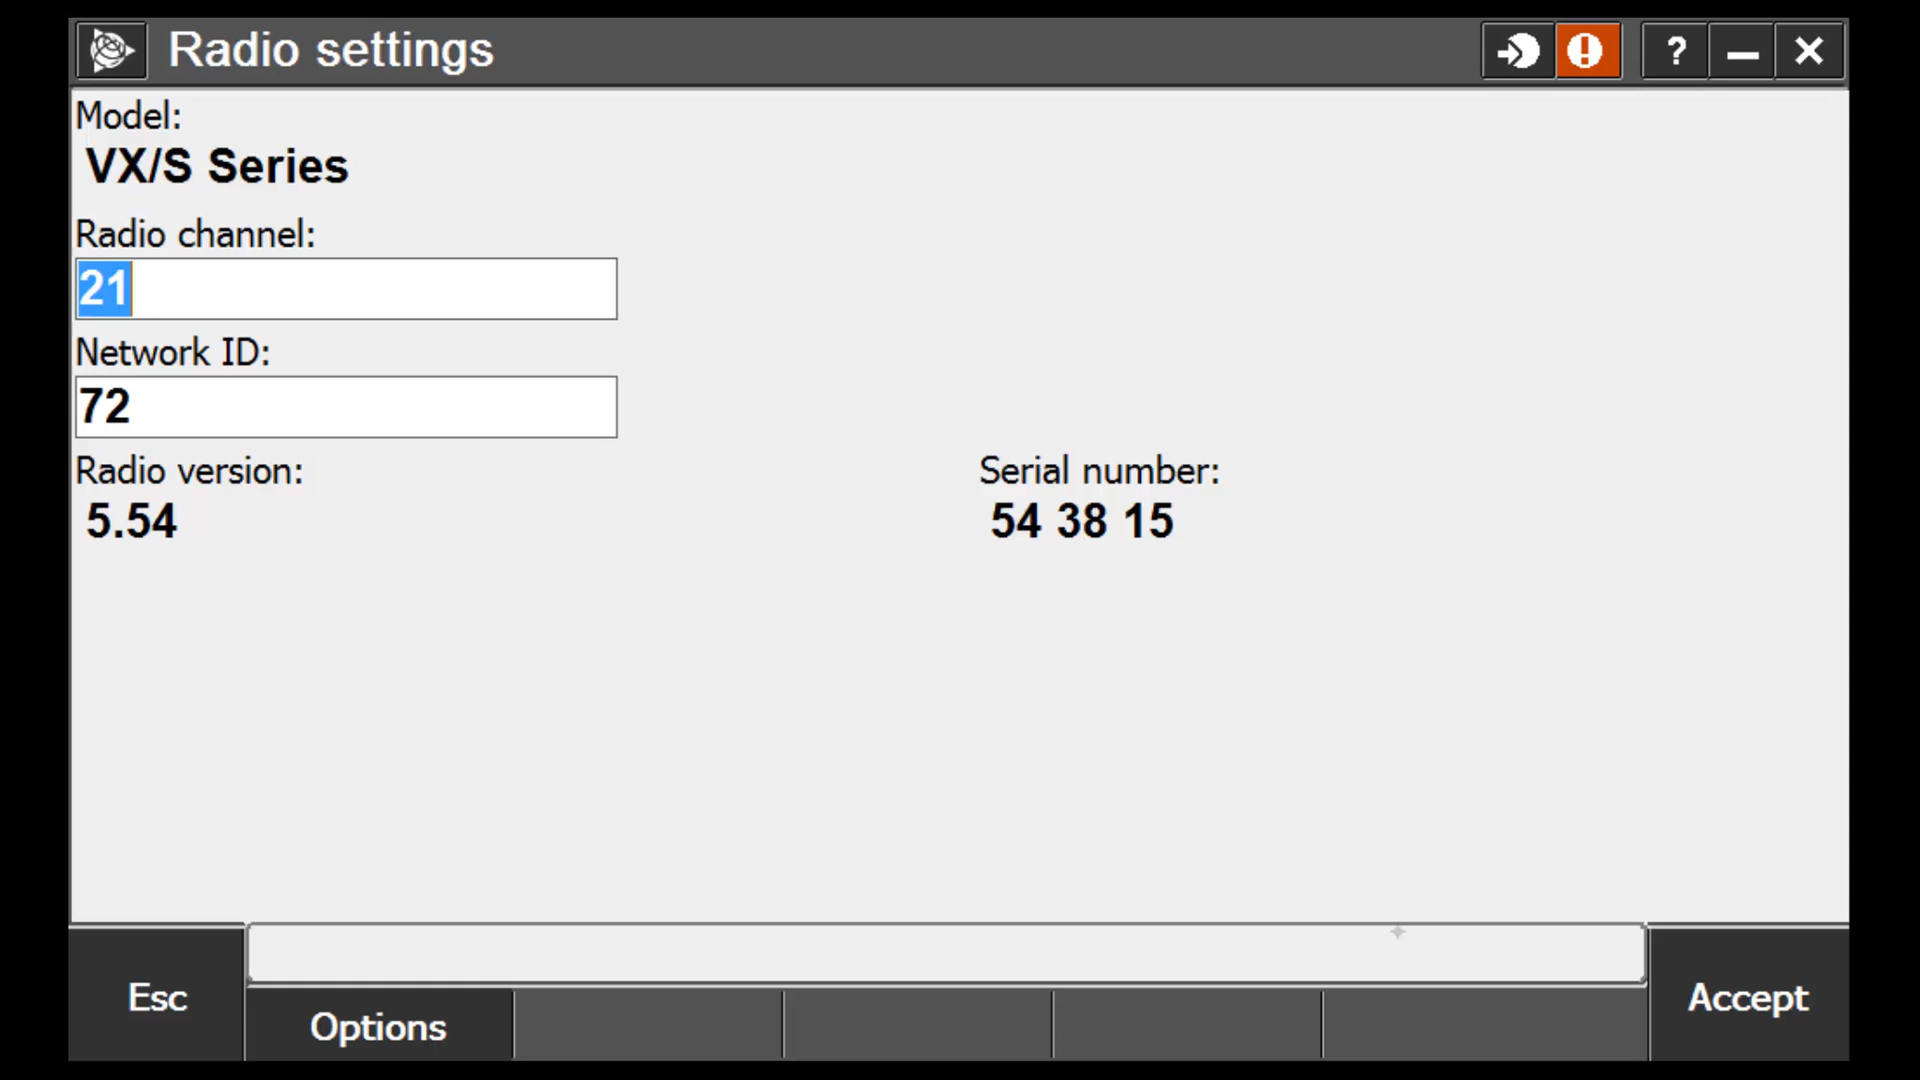 Radio settings
?
Model:
VX/S Series
Radio channel:
21
Network ID:
72
Radio version:
5.54
Serial number:
54 38 15
Esc
Options
Accept